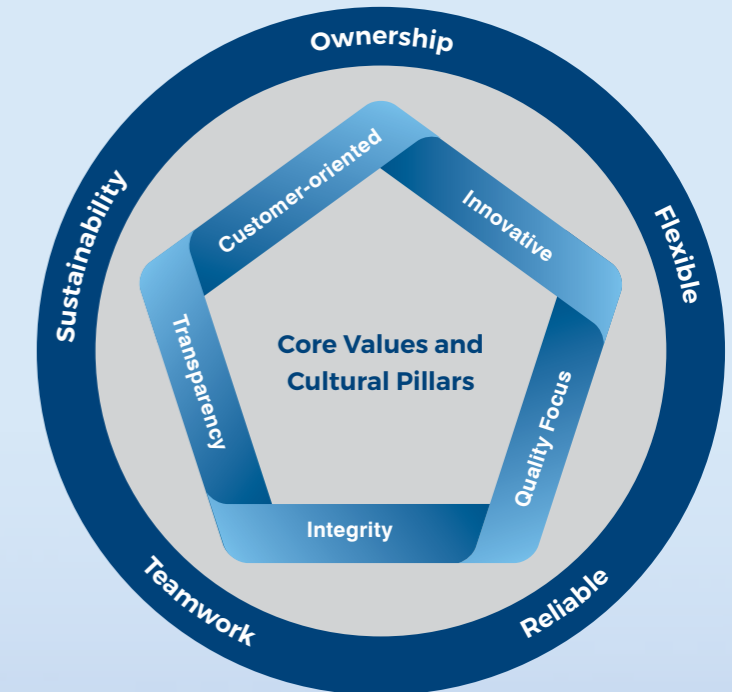 Ownership
Flexible
Reliable
Teamwork
Sustainability
Customer-oriented
Innovative
Quality Focus
Integrity
Transparency
Core Values and
Cultural Pillars